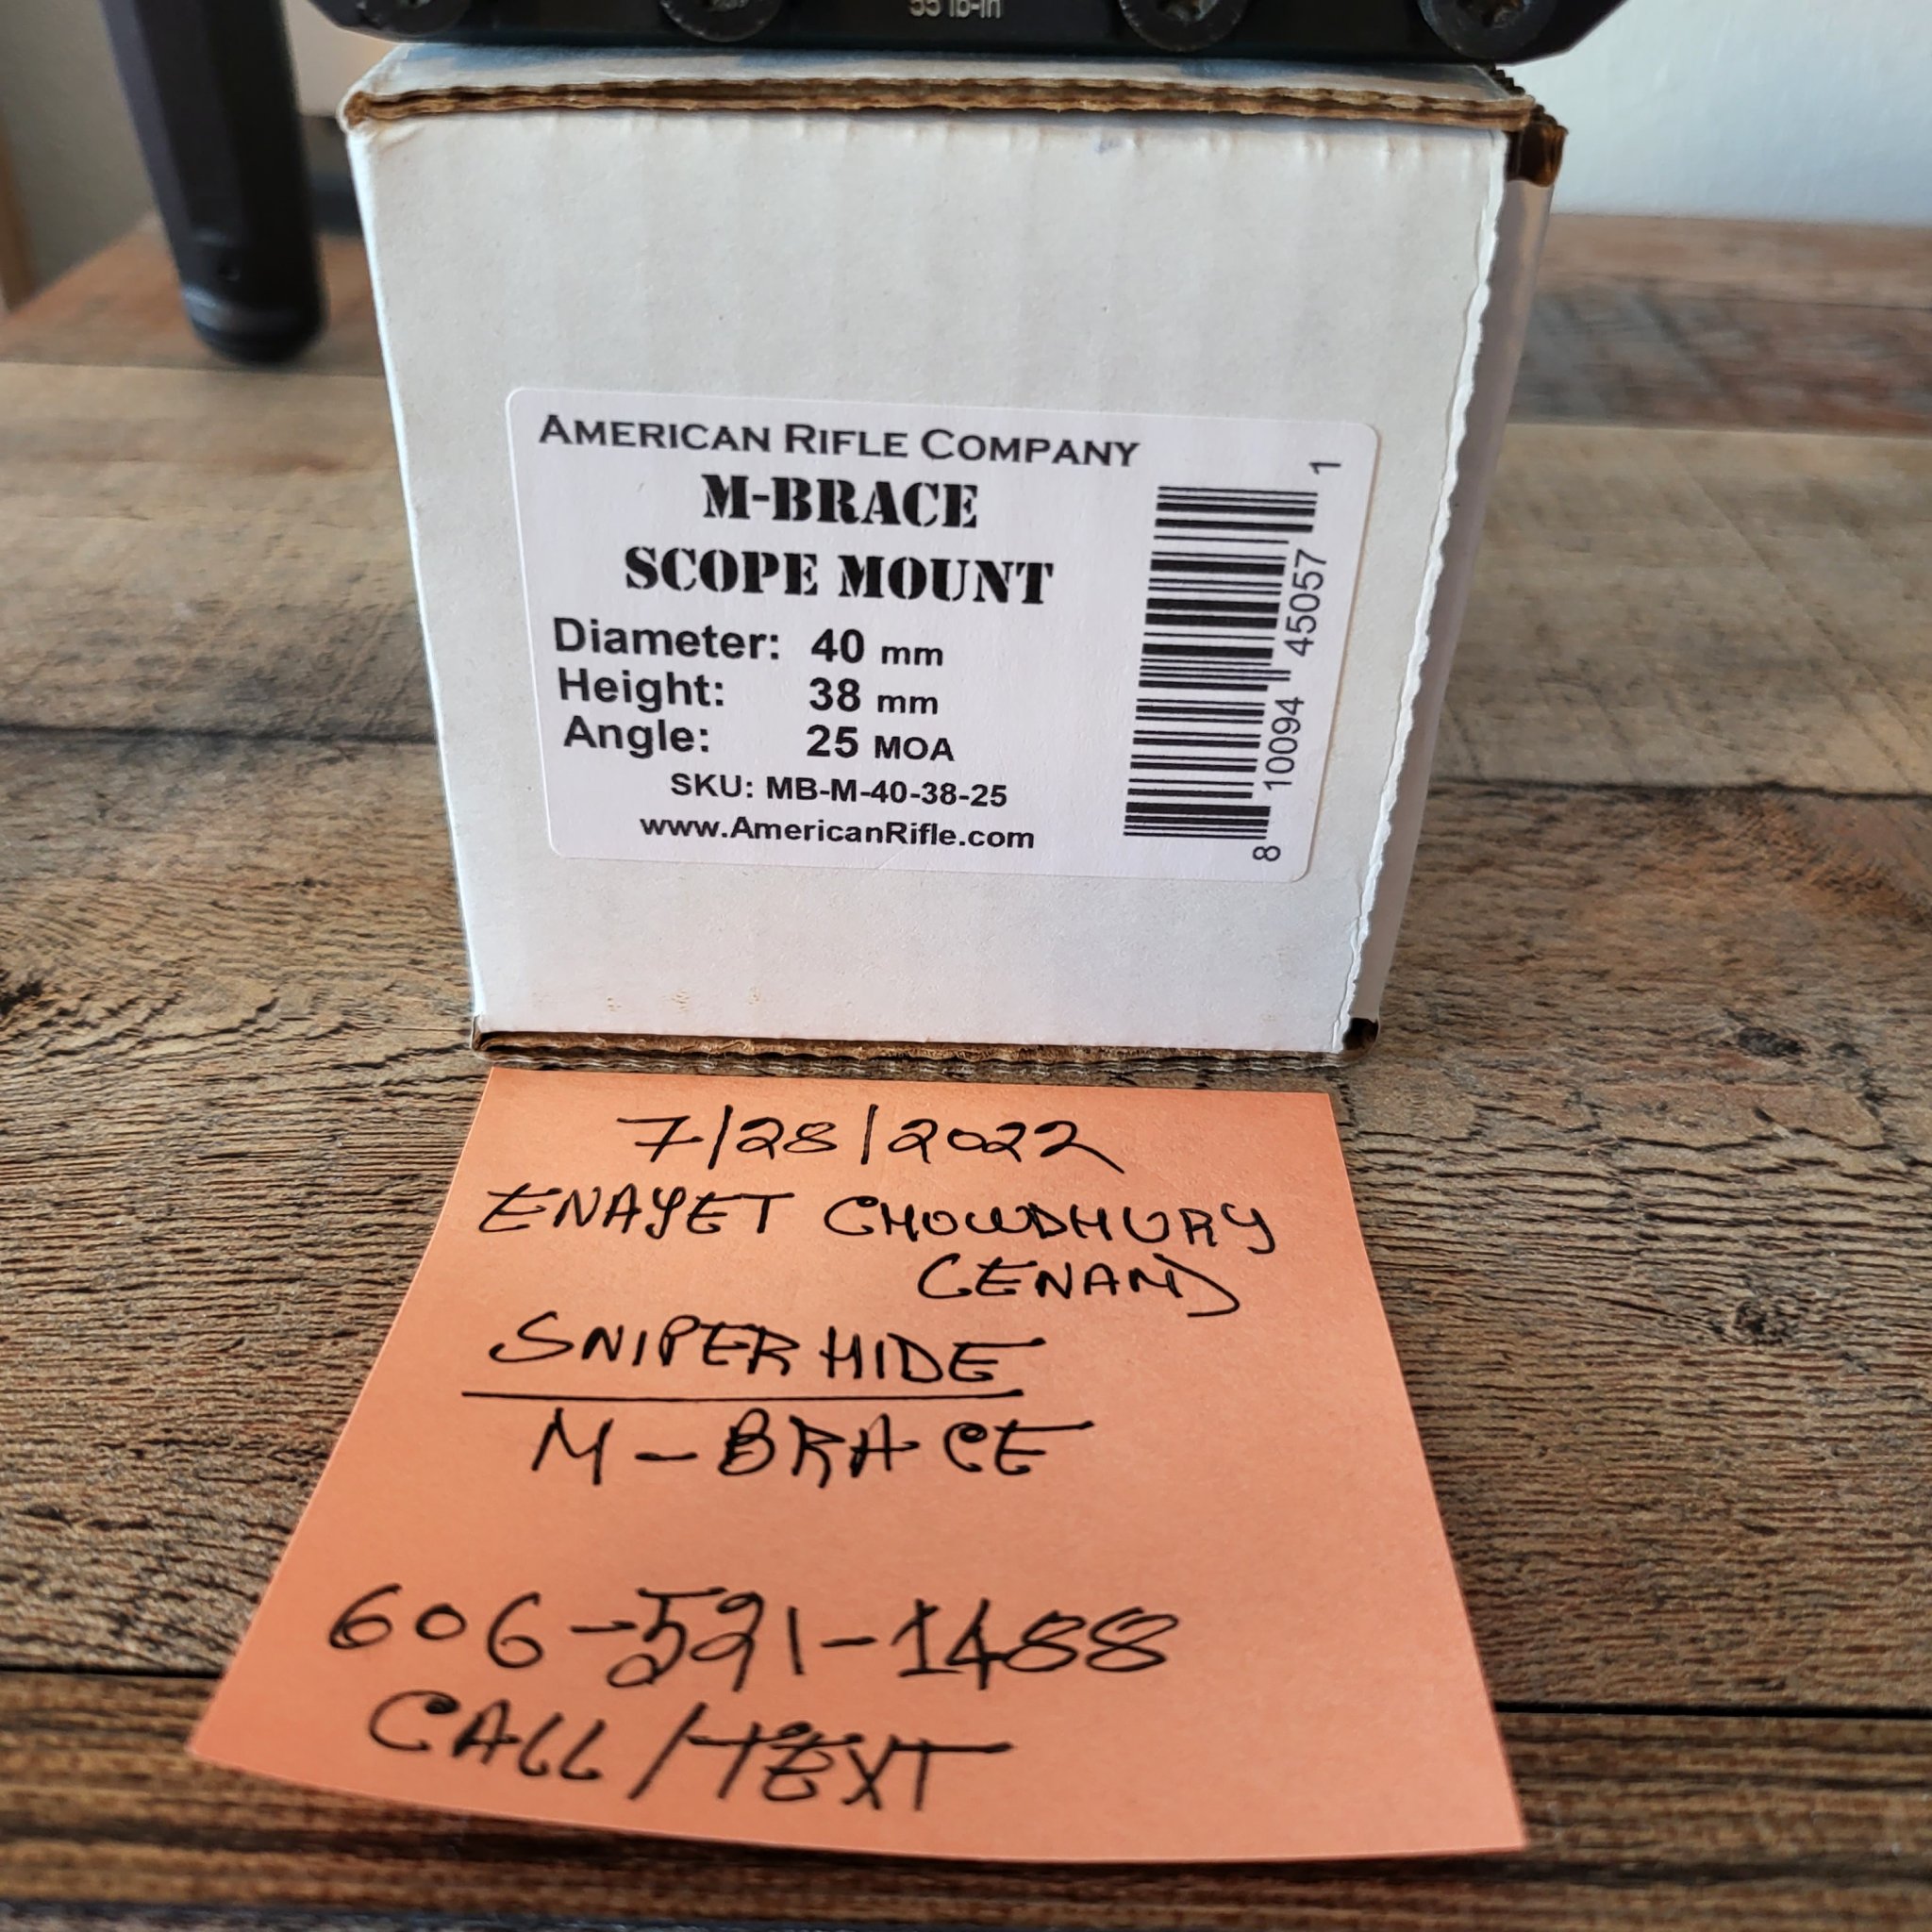 55 lb-in
AMERICAN RIFLE COMPANY
M-BRACE
SCOPE MOUNT
Diameter: 40 mm
Height: 38 mm
Angle: 25 MOA
SKU: MB-M-40-38-25
www.AmericanRifle.com
8 10094 45057 1
7/28/2022
ENAYET CHOWDHURY
(ENAM)
SNIPER HIDE
M-BRACE
606-521-1488
CALL/TEXT